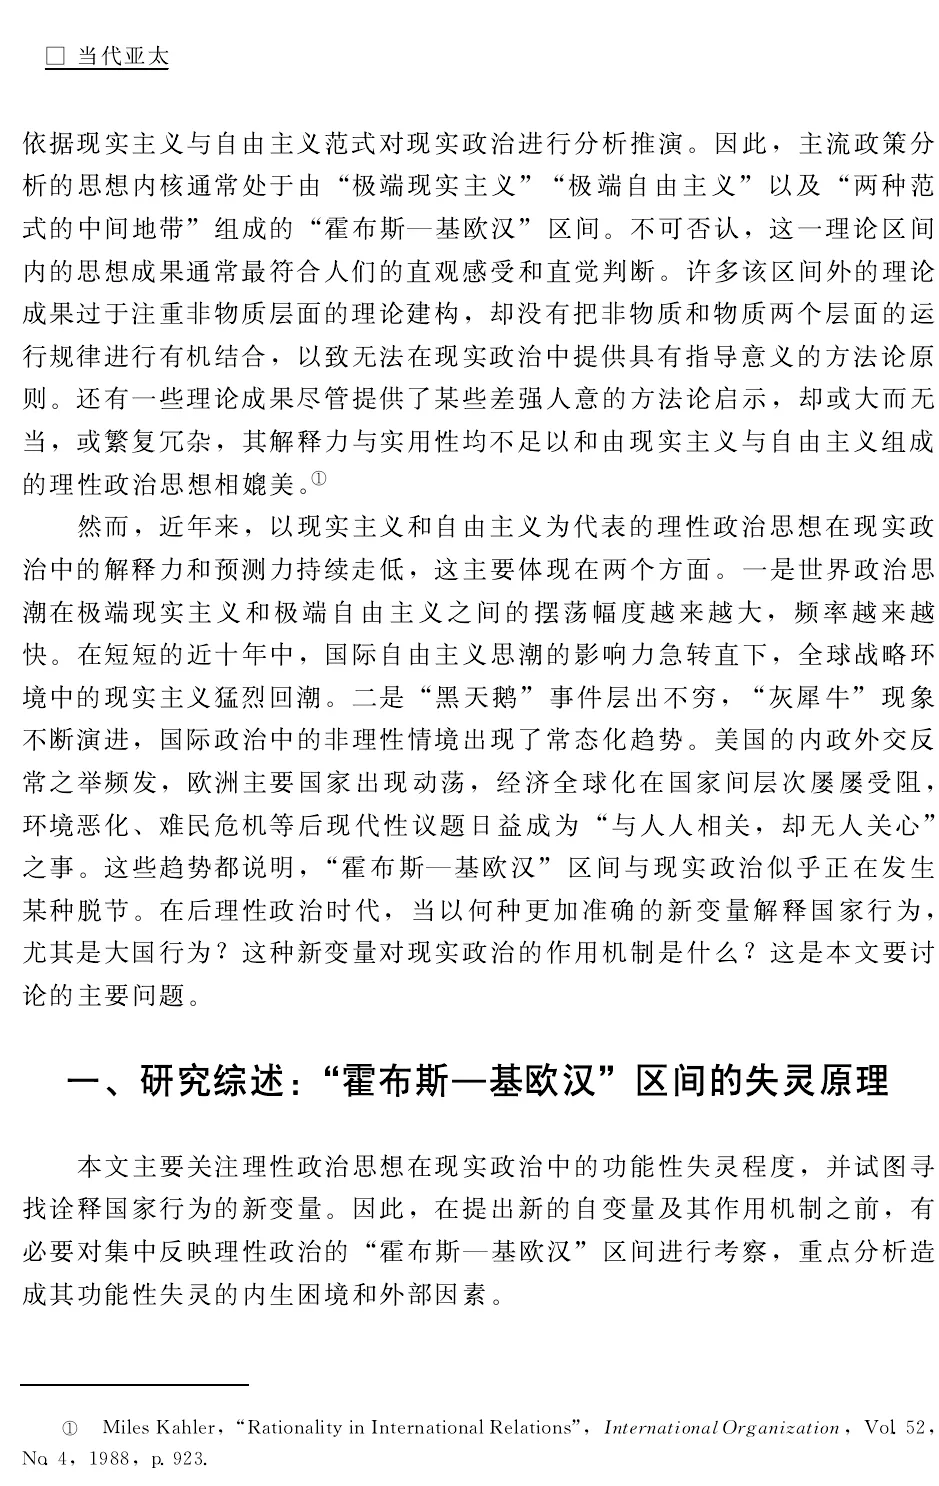 □ 当代亚太
依据现实主义与自由主义范式对现实政治进行分析推演。因此，主流政策分
析的思想内核通常处于由“极端现实主义”“极端自由主义”以及“两种范
式的中间地带”组成的“霍布斯—基欧汉”区间。不可否认，这一理论区间
内的思想成果通常最符合人们的直观感受和直觉判断。许多该区间外的理论
成果过于注重非物质层面的理论建构，却没有把非物质和物质两个层面的运
行规律进行有机结合，以致无法在现实政治中提供具有指导意义的方法论原
则。还有一些理论成果尽管提供了某些差强人意的方法论启示，却或大而无
当，或繁复冗杂，其解释力与实用性均不足以和由现实主义与自由主义组成
的理性政治思想相媲美。①
然而，近年来，以现实主义和自由主义为代表的理性政治思想在现实政
治中的解释力和预测力持续走低，这主要体现在两个方面。一是世界政治思
潮在极端现实主义和极端自由主义之间的摆荡幅度越来越大，频率越来越
快。在短短的近十年中，国际自由主义思潮的影响力急转直下，全球战略环
境中的现实主义猛烈回潮。二是“黑天鹅”事件层出不穷，“灰犀牛”现象
不断演进，国际政治中的非理性情境出现了常态化趋势。美国的内政外交反
常之举频发，欧洲主要国家出现动荡，经济全球化在国家间层次屡屡受阻，
环境恶化、难民危机等后现代性议题日益成为“与人人相关，却无人关心”
之事。这些趋势都说明，“霍布斯—基欧汉”区间与现实政治似乎正在发生
某种脱节。在后理性政治时代，当以何种更加准确的新变量解释国家行为，
尤其是大国行为？这种新变量对现实政治的作用机制是什么？这是本文要讨
论的主要问题。
一、研究综述：“霍布斯—基欧汉”区间的失灵原理
本文主要关注理性政治思想在现实政治中的功能性失灵程度，并试图寻
找诠释国家行为的新变量。因此，在提出新的自变量及其作用机制之前，有
必要对集中反映理性政治的“霍布斯—基欧汉”区间进行考察，重点分析造
成其功能性失灵的内生困境和外部因素。
① Miles Kahler, “Rationality in International Relations”, International Organization, Vol. 52,
No. 4, 1988, p. 923.